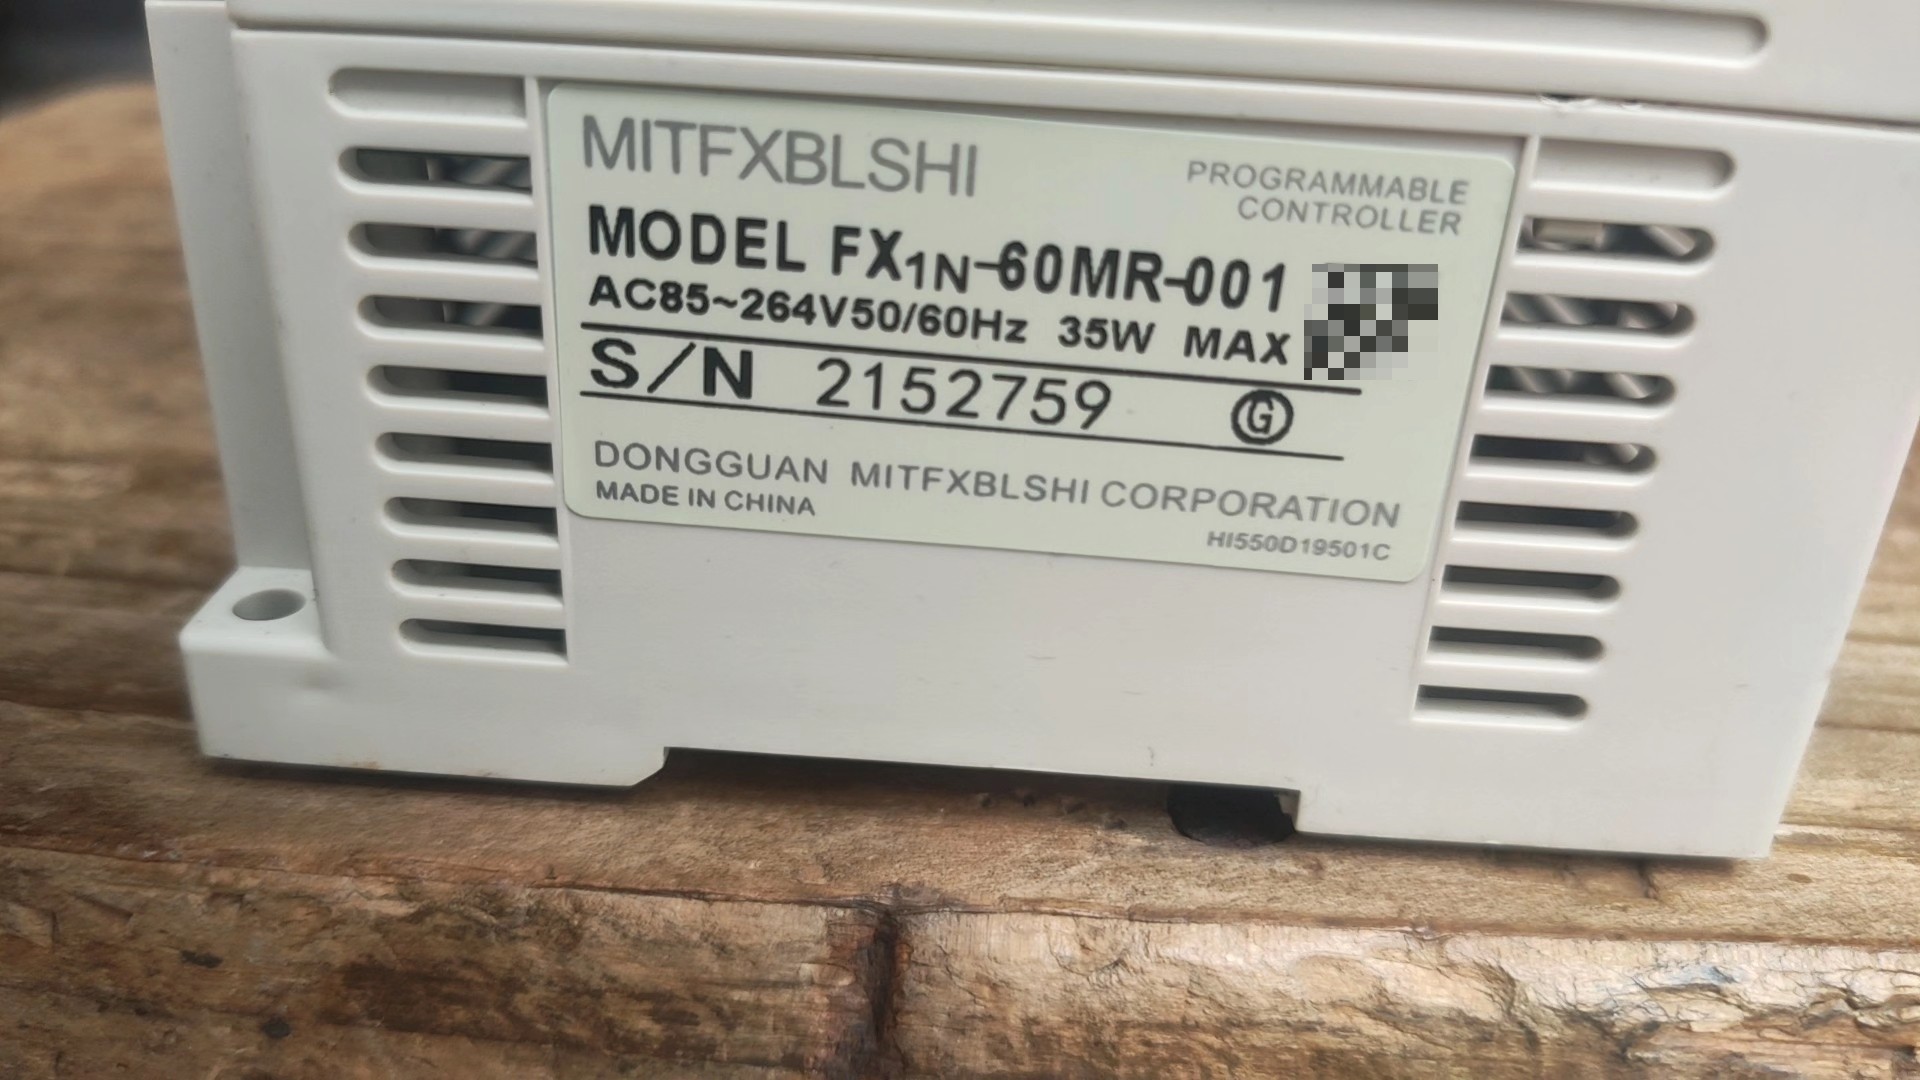 MITFXBLSHI
PROGRAMMABLE
CONTROLLER
MODEL FX1N-60MR-001
AC85~264V50/60Hz 35W MAX
S/N 2152759 G
DONGGUAN MITFXBLSHI CORPORATION
MADE IN CHINA
HI550D19501C